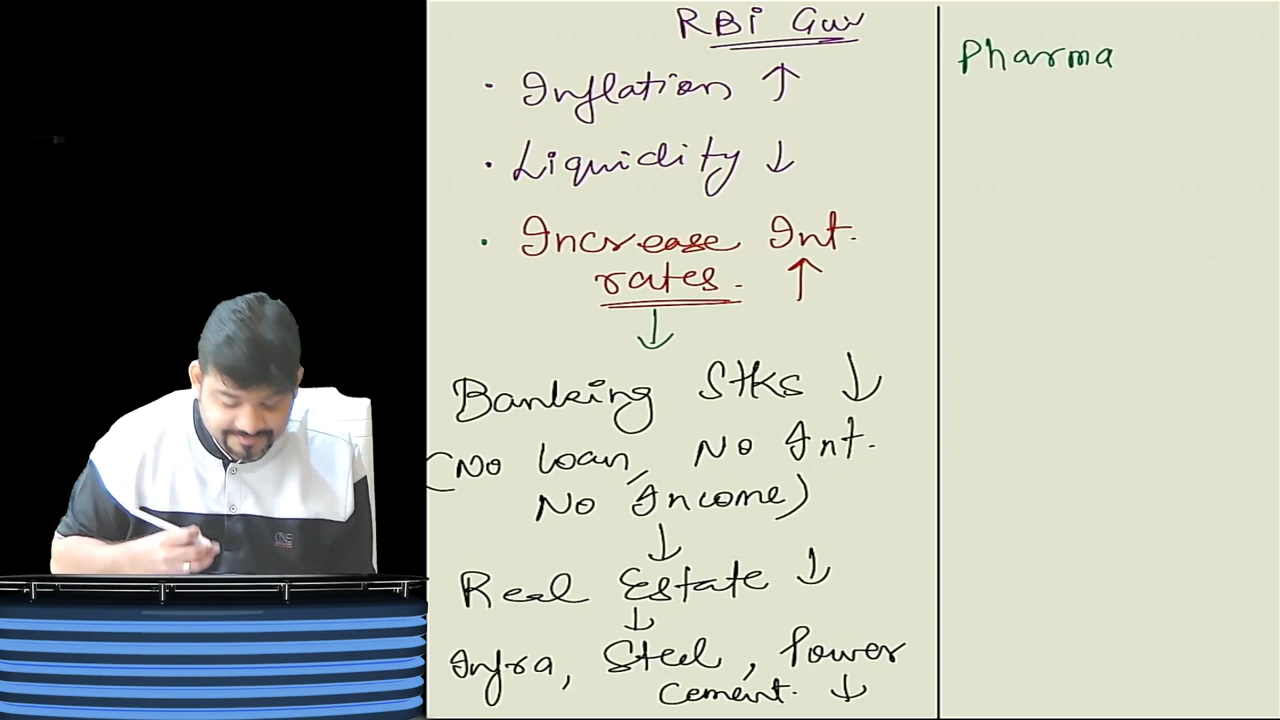 RBI Guv
· Inflation ↑
· Liquidity ↓
· Increase Int.
rates. ↑
↓
Banking Stks ↓
(No loan, No Int.
No Income)
↓
Real Estate ↓
↓
Infra, Steel, Power
cement. ↓
Pharma